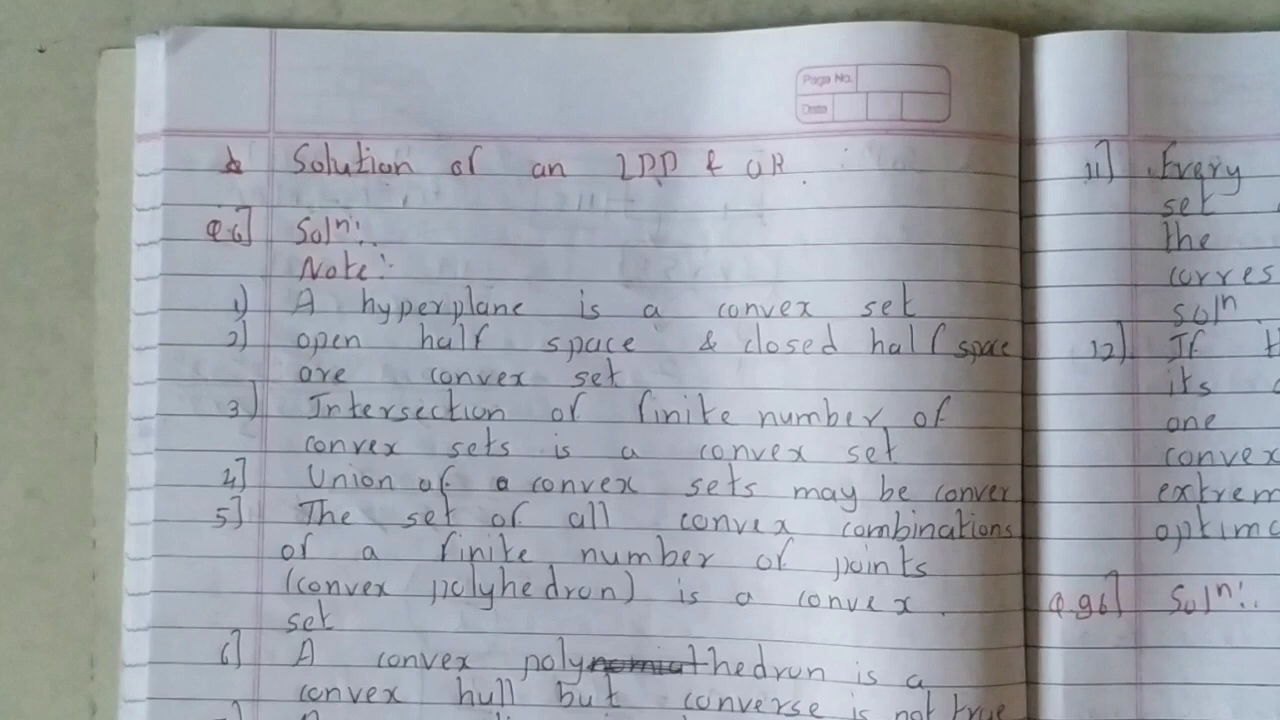 Page No.
Date
Solution of an LPP & QR.
Q.6] Soln:.
Note:-
1) A hyperplane is a convex set
2) open half space & closed half space
are convex set
3) Intersection of finite number of
convex sets is a convex set
4] Union of a convex sets may be convex
5] The set of all convex combinations
of a finite number of points
(convex polyhedron) is a convex.
set
6] A convex polythedron is a
convex hull but converse is not true
11] Every
set
the
corres
soln
12] If t
its
one
convex
extrem
optima
Q.96] Soln:.